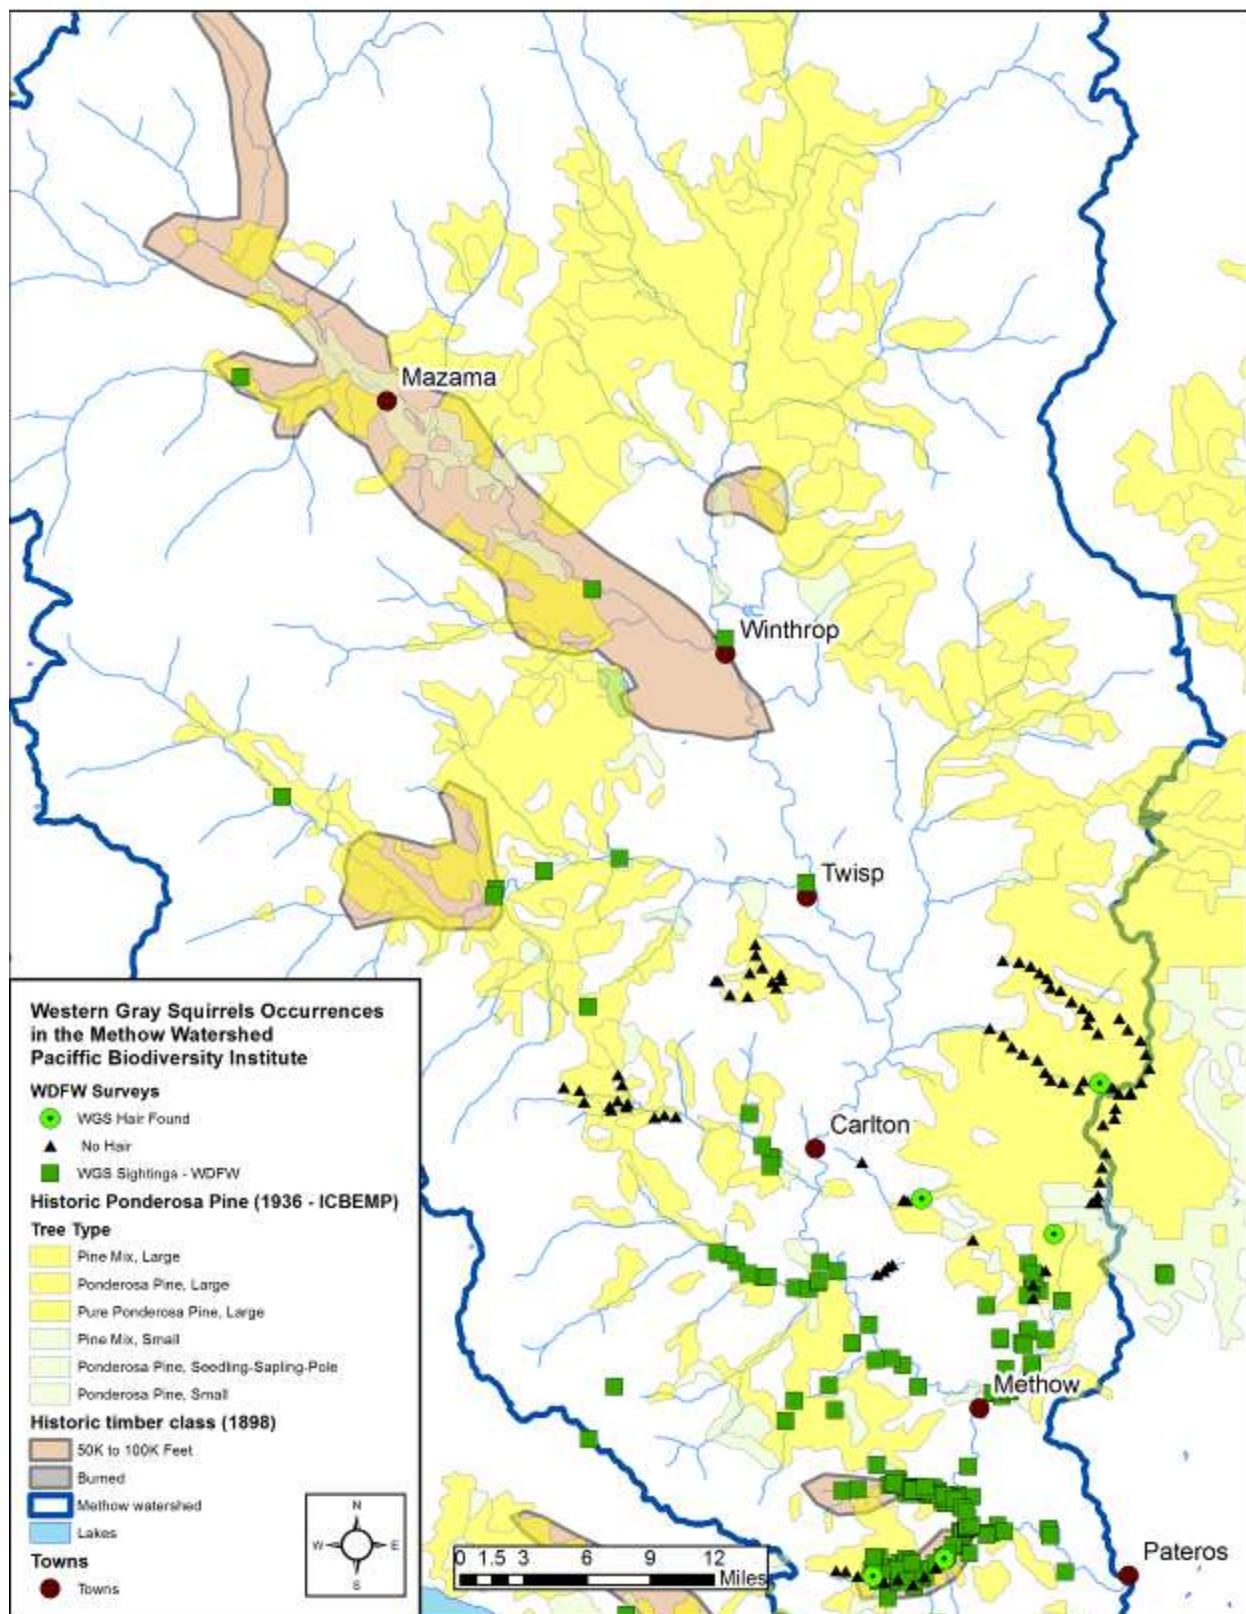 Mazama
Winthrop
Twisp
Carlton
Methow
Pateros
Western Gray Squirrels Occurrences
in the Methow Watershed
Paciffic Biodiversity Institute
WDFW Surveys
WGS Hair Found
No Hair
WGS Sightings - WDFW
Historic Ponderosa Pine (1936 - ICBEMP)
Tree Type
Pine Mix, Large
Ponderosa Pine, Large
Pure Ponderosa Pine, Large
Pine Mix, Small
Ponderosa Pine, Seedling-Sapling-Pole
Ponderosa Pine, Small
Historic timber class (1898)
50K to 100K Feet
Burned
Methow watershed
Lakes
Towns
Towns
N
W E
S
0 1.5 3 6 9 12
Miles